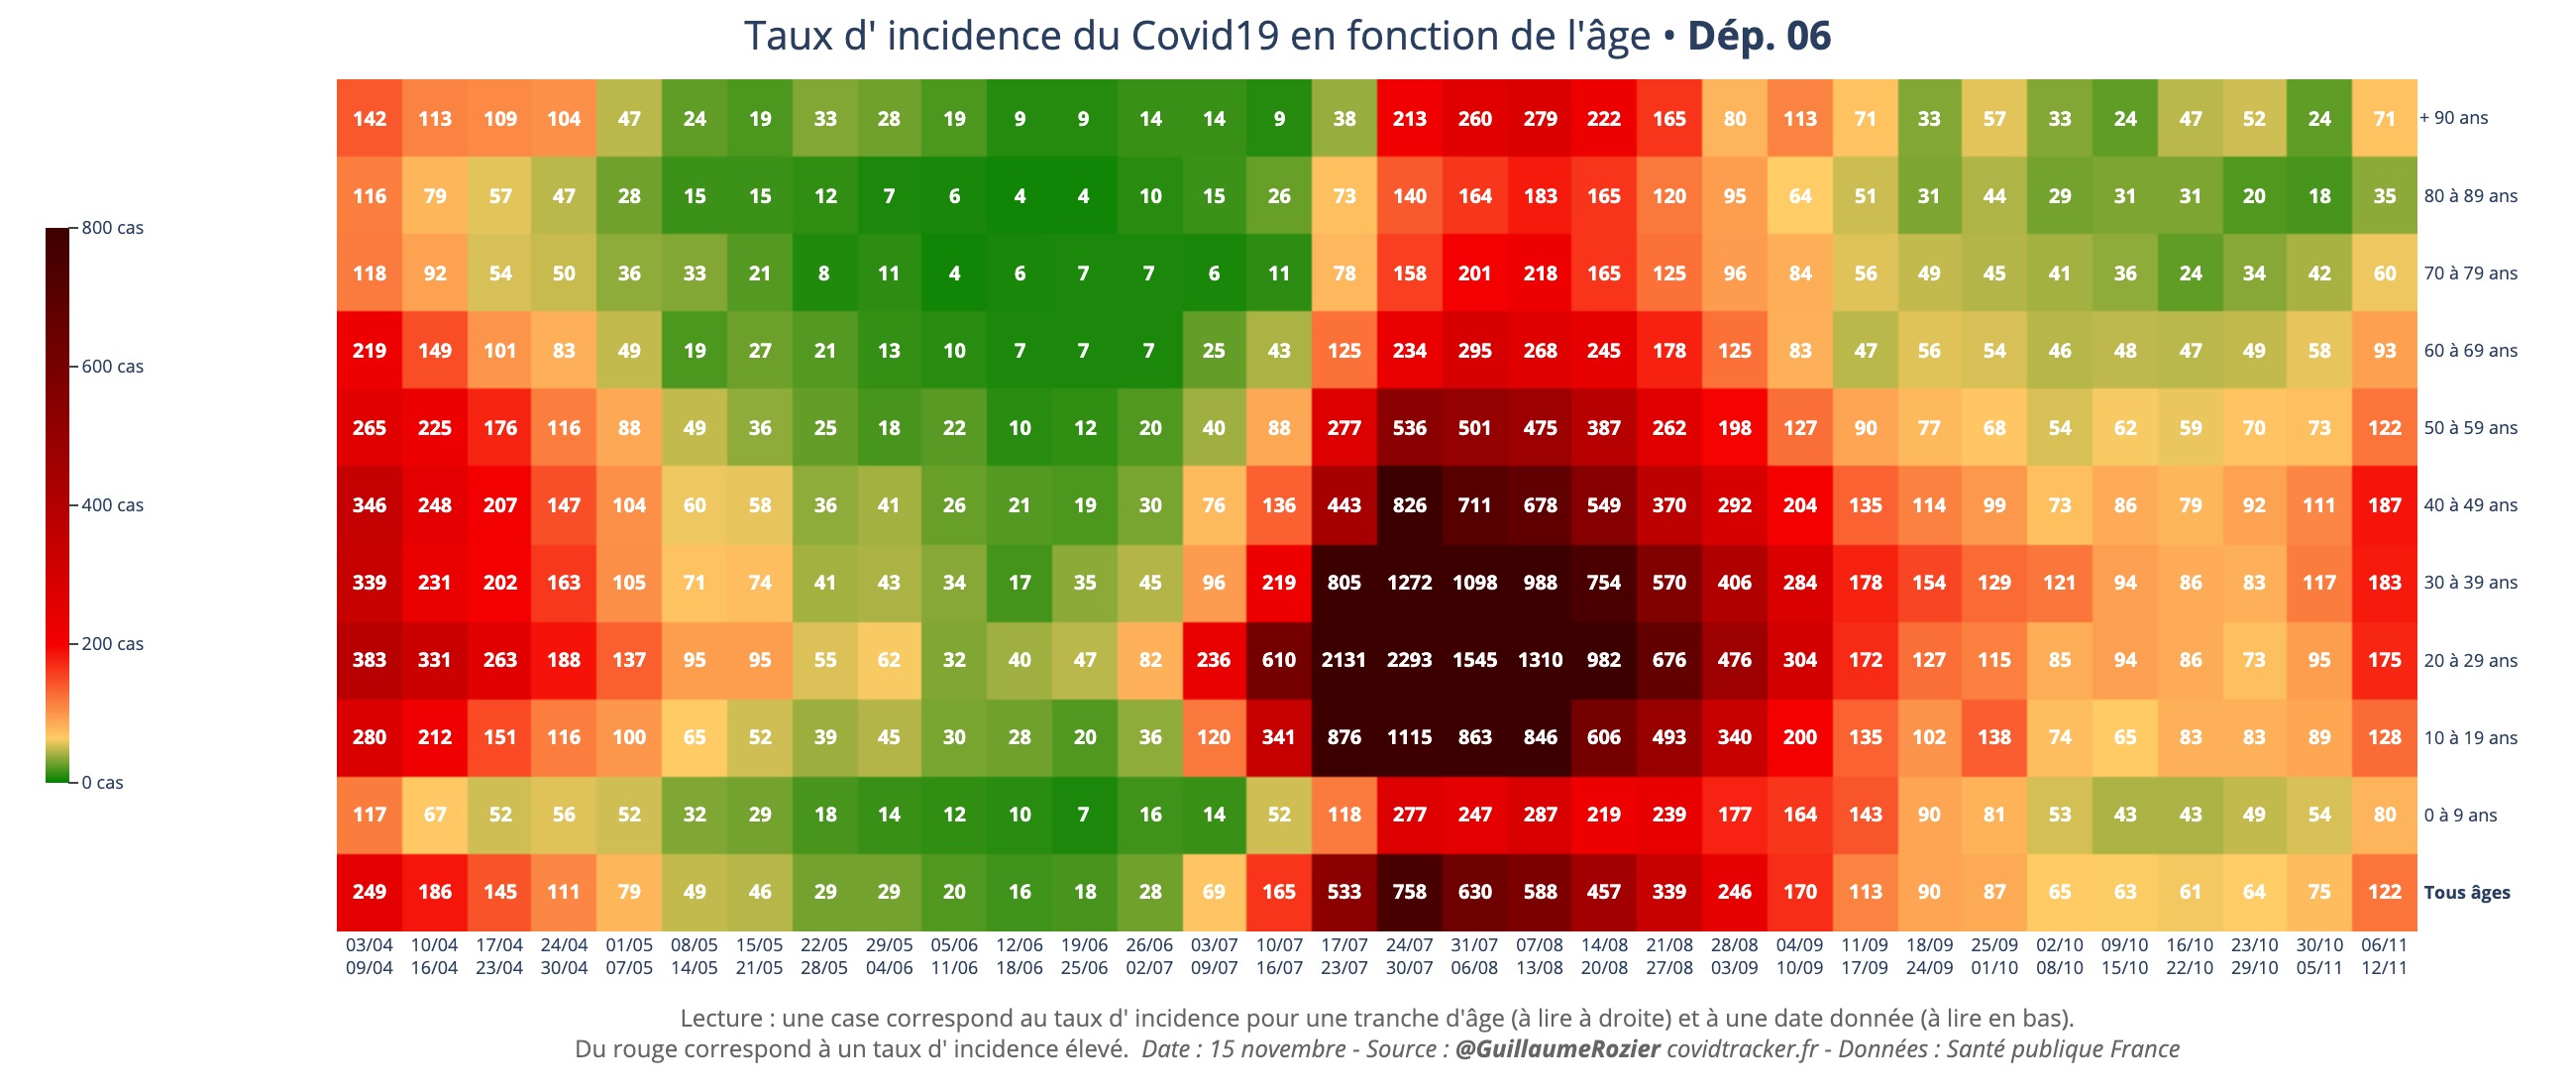 Taux d' incidence du Covid19 en fonction de l'âge • Dép. 06
800 cas
600 cas
400 cas
200 cas
0 cas
142 113 109 104 47 24 19 33 28 19 9 9 14 14 9 38 213 260 279 222 165 80 113 71 33 57 33 24 47 52 24 71 + 90 ans
116 79 57 47 28 15 15 12 7 6 4 4 10 15 26 73 140 164 183 165 120 95 64 51 31 44 29 31 31 20 18 35 80 à 89 ans
118 92 54 50 36 33 21 8 11 4 6 7 7 6 11 78 158 201 218 165 125 96 84 56 49 45 41 36 24 34 42 60 70 à 79 ans
219 149 101 83 49 19 27 21 13 10 7 7 7 25 43 125 234 295 268 245 178 125 83 47 56 54 46 48 47 49 58 93 60 à 69 ans
265 225 176 116 88 49 36 25 18 22 10 12 20 40 88 277 536 501 475 387 262 198 127 90 77 68 54 62 59 70 73 122 50 à 59 ans
346 248 207 147 104 60 58 36 41 26 21 19 30 76 136 443 826 711 678 549 370 292 204 135 114 99 73 86 79 92 111 187 40 à 49 ans
339 231 202 163 105 71 74 41 43 34 17 35 45 96 219 805 1272 1098 988 754 570 406 284 178 154 129 121 94 86 83 117 183 30 à 39 ans
383 331 263 188 137 95 95 55 62 32 40 47 82 236 610 2131 2293 1545 1310 982 676 476 304 172 127 115 85 94 86 73 95 175 20 à 29 ans
280 212 151 116 100 65 52 39 45 30 28 20 36 120 341 876 1115 863 846 606 493 340 200 135 102 138 74 65 83 83 89 128 10 à 19 ans
117 67 52 56 52 32 29 18 14 12 10 7 16 14 52 118 277 247 287 219 239 177 164 143 90 81 53 43 43 49 54 80 0 à 9 ans
249 186 145 111 79 49 46 29 29 20 16 18 28 69 165 533 758 630 588 457 339 246 170 113 90 87 65 63 61 64 75 122 Tous âges
03/04 10/04 17/04 24/04 01/05 08/05 15/05 22/05 29/05 05/06 12/06 19/06 26/06 03/07 10/07 17/07 24/07 31/07 07/08 14/08 21/08 28/08 04/09 11/09 18/09 25/09 02/10 09/10 16/10 23/10 30/10 06/11
09/04 16/04 23/04 30/04 07/05 14/05 21/05 28/05 04/06 11/06 18/06 25/06 02/07 09/07 16/07 23/07 30/07 06/08 13/08 20/08 27/08 03/09 10/09 17/09 24/09 01/10 08/10 15/10 22/10 29/10 05/11 12/11
Lecture : une case correspond au taux d' incidence pour une tranche d'âge (à lire à droite) et à une date donnée (à lire en bas).
Du rouge correspond à un taux d' incidence élevé. Date : 15 novembre - Source : @GuillaumeRozier covidtracker.fr - Données : Santé publique France